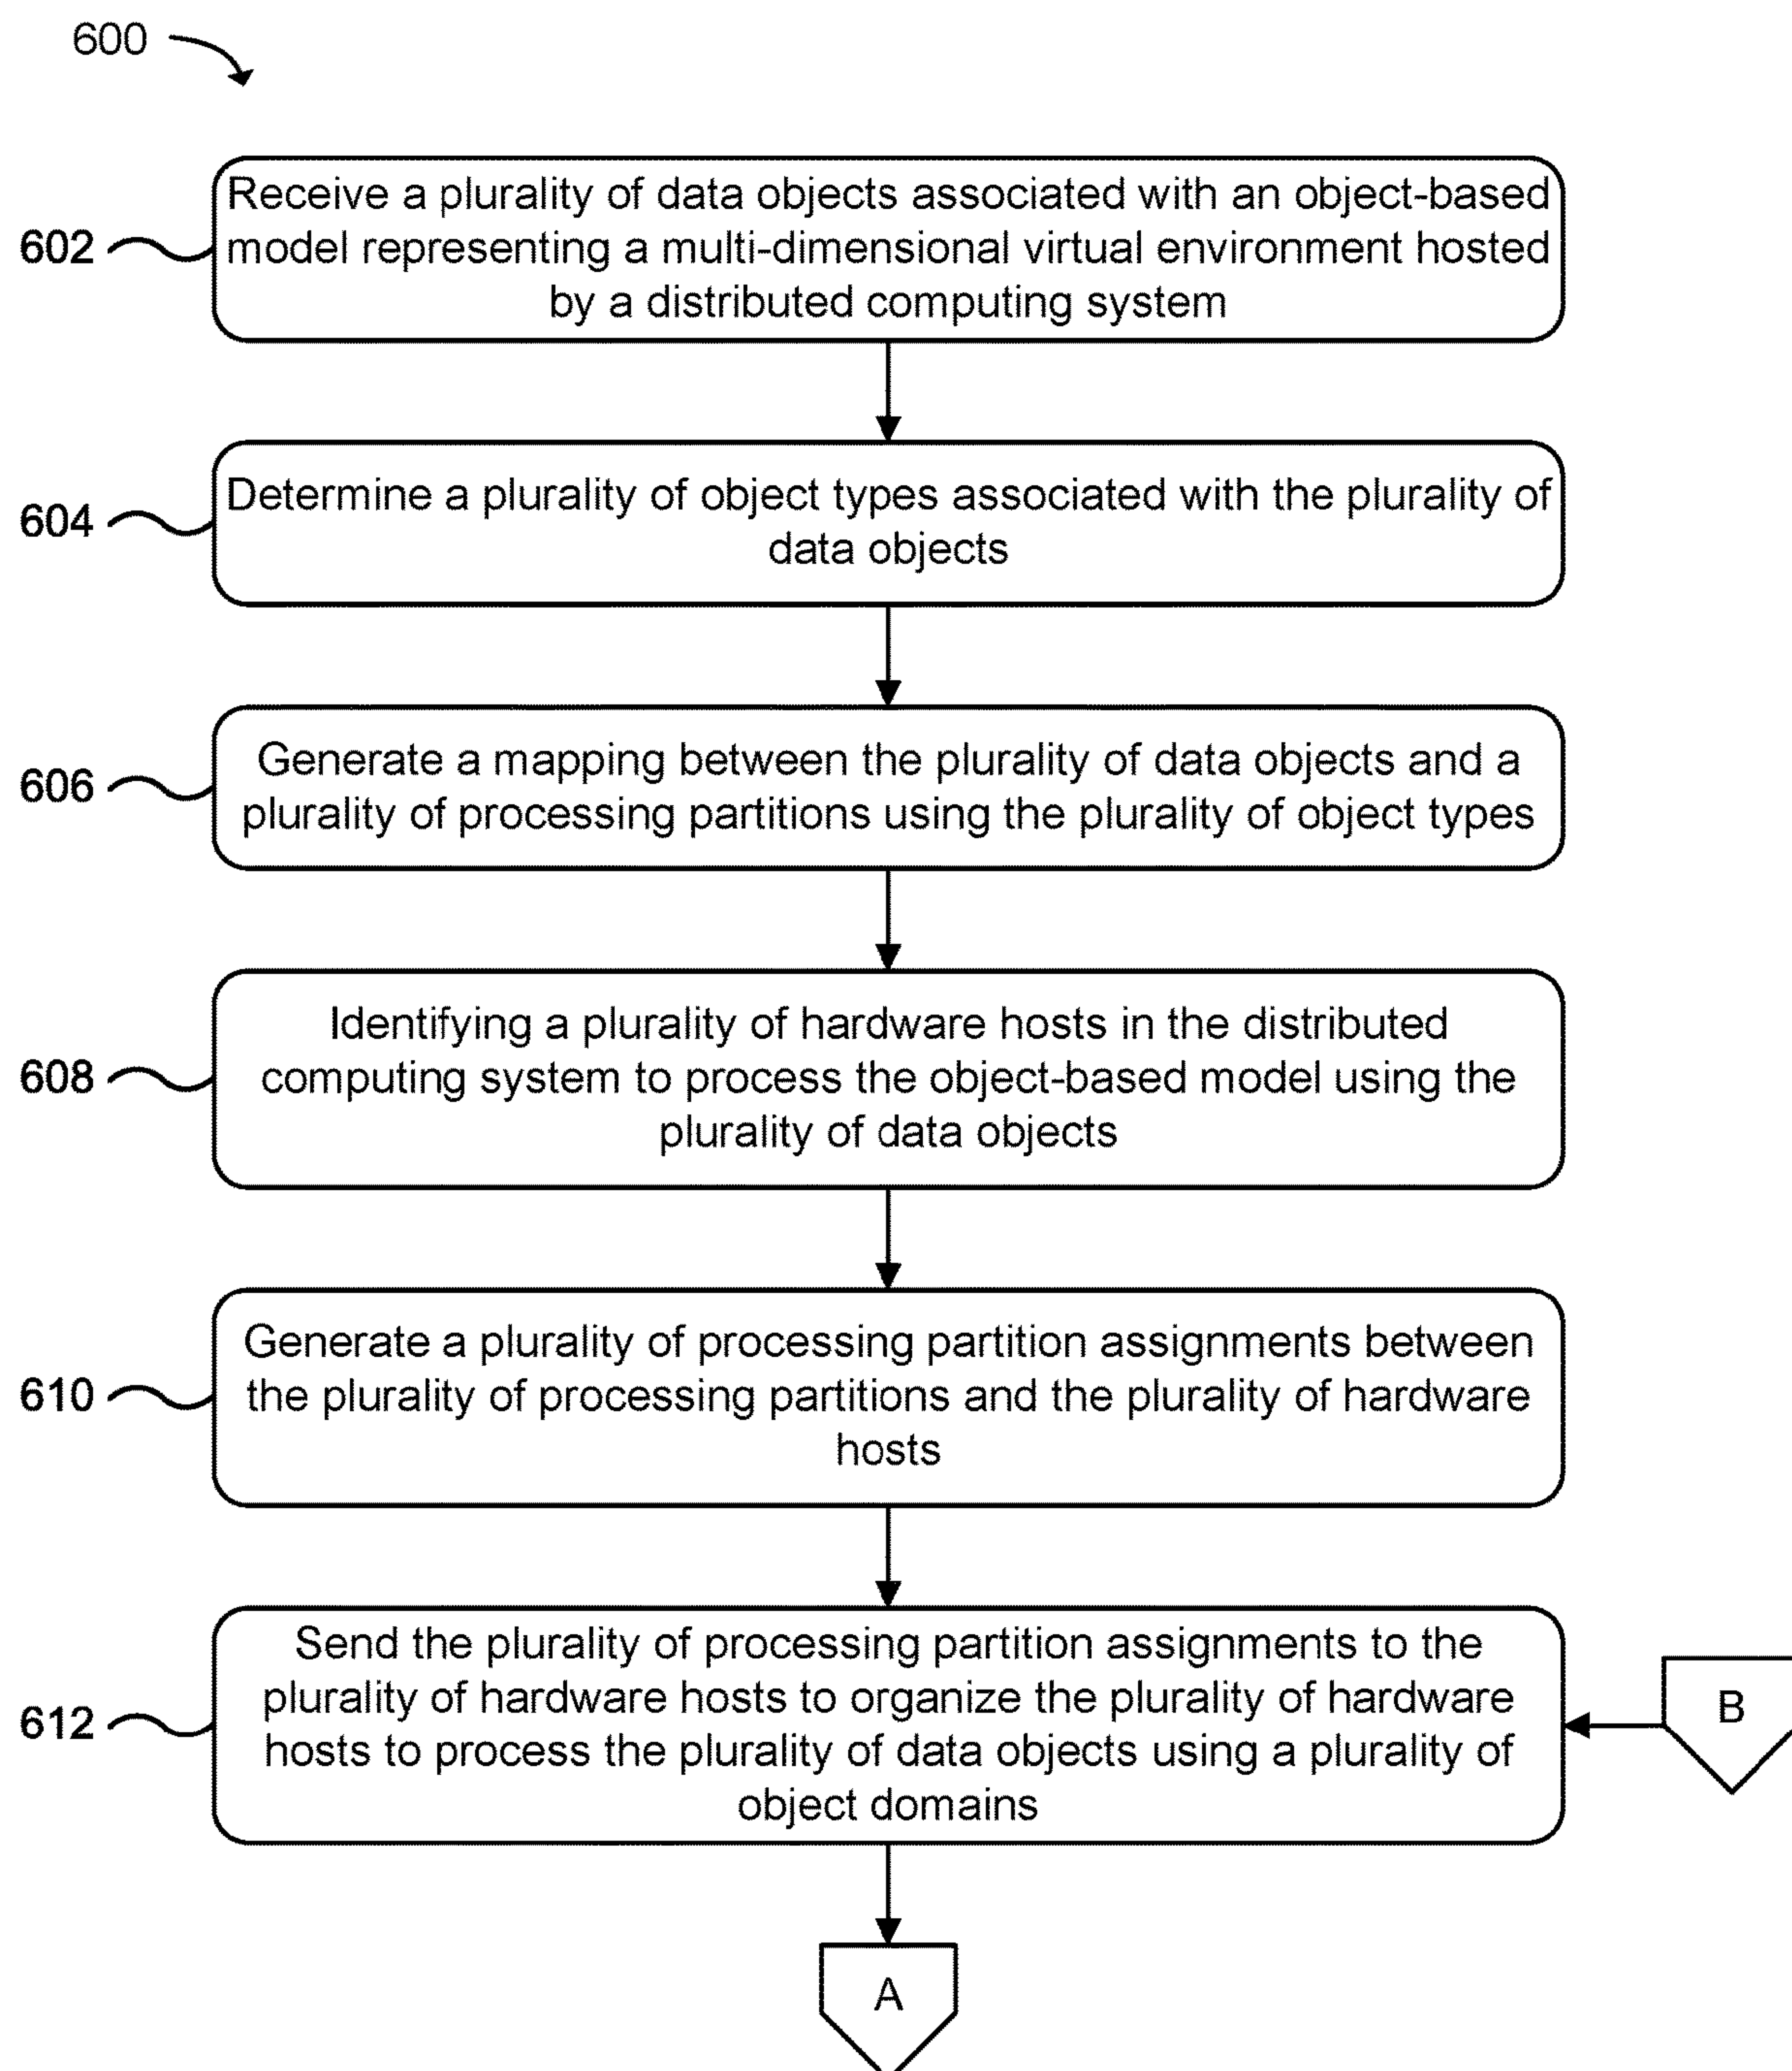 600
602
Receive a plurality of data objects associated with an object-based
model representing a multi-dimensional virtual environment hosted
by a distributed computing system
604
Determine a plurality of object types associated with the plurality of
data objects
606
Generate a mapping between the plurality of data objects and a
plurality of processing partitions using the plurality of object types
608
Identifying a plurality of hardware hosts in the distributed
computing system to process the object-based model using the
plurality of data objects
610
Generate a plurality of processing partition assignments between
the plurality of processing partitions and the plurality of hardware
hosts
612
Send the plurality of processing partition assignments to the
plurality of hardware hosts to organize the plurality of hardware
hosts to process the plurality of data objects using a plurality of
object domains
B
A